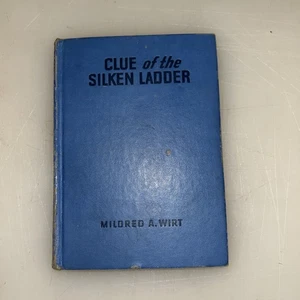 CLUE of the
SILKEN LADDER
MILDRED A. WIRT